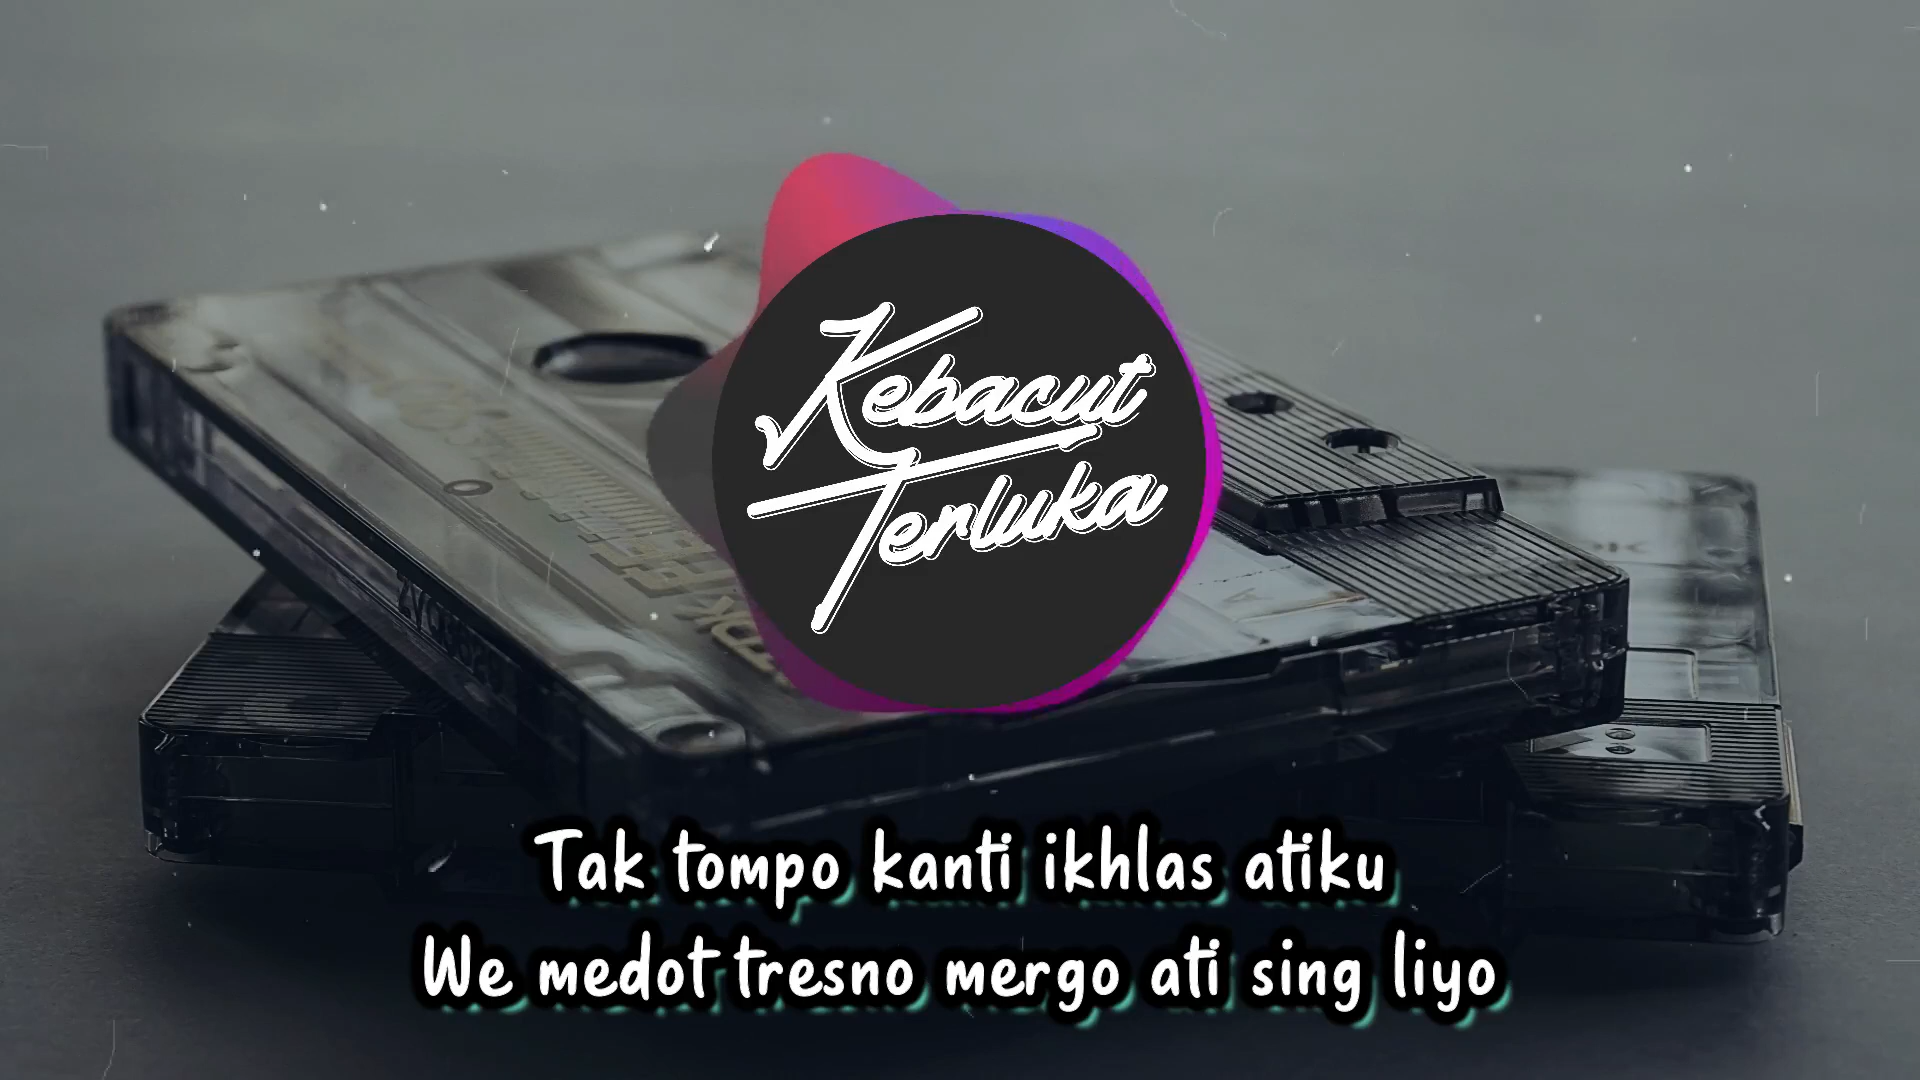 Kebacut
Terluka
Tak tompo kanti ikhlas atiku
We medot tresno mergo ati sing liyo